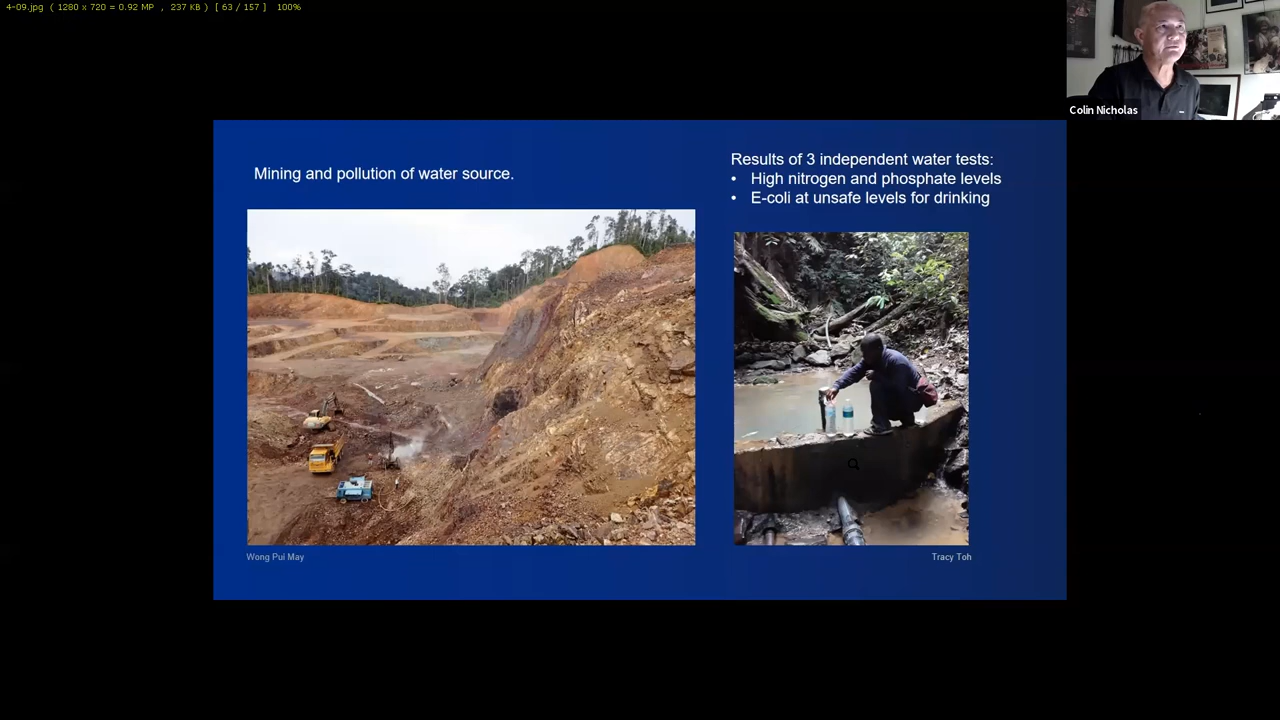 4-09.jpg ( 1280 x 720 = 0.92 MP , 237 KB ) [ 63 / 157 ] 100%
Colin Nicholas
Mining and pollution of water source.
Results of 3 independent water tests:
• High nitrogen and phosphate levels
• E-coli at unsafe levels for drinking
Wong Pui May
Tracy Toh